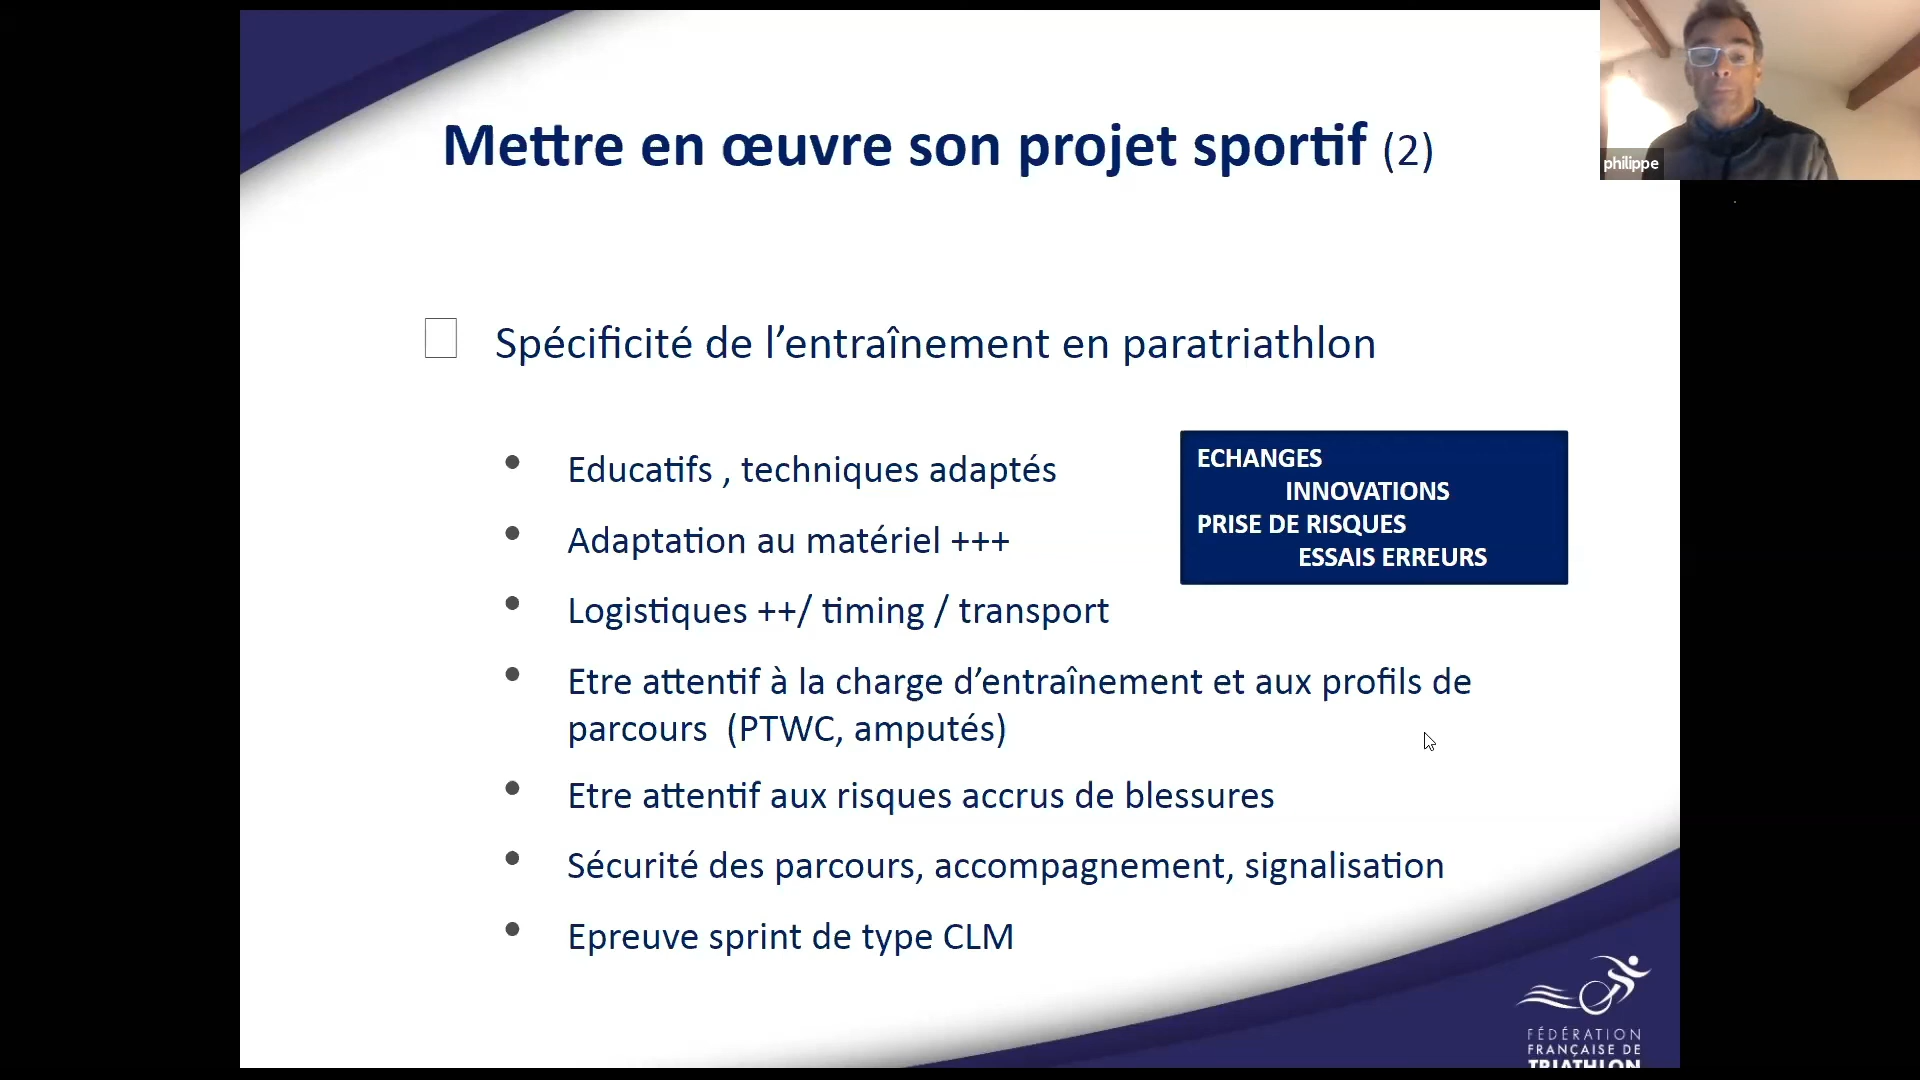 Mettre en œuvre son projet sportif (2)
philippe
Spécificité de l’entraînement en paratriathlon
Educatifs , techniques adaptés
Adaptation au matériel +++
Logistiques ++/ timing / transport
Etre attentif à la charge d’entraînement et aux profils de
parcours (PTWC, amputés)
Etre attentif aux risques accrus de blessures
Sécurité des parcours, accompagnement, signalisation
Epreuve sprint de type CLM
ECHANGES
INNOVATIONS
PRISE DE RISQUES
ESSAIS ERREURS
FÉDÉRATION
FRANÇAISE DE
TRIATHLON